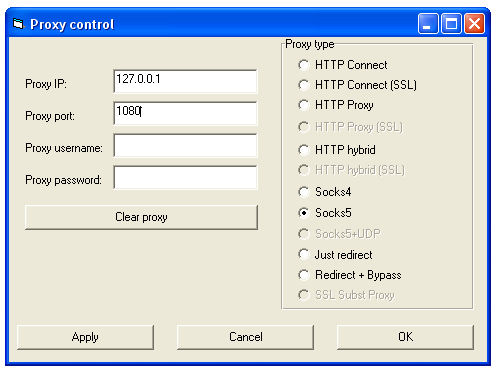 Proxy control
Proxy IP: 127.0.0.1
Proxy port: 1080
Proxy username:
Proxy password:
Clear proxy
Proxy type
HTTP Connect
HTTP Connect (SSL)
HTTP Proxy
HTTP Proxy (SSL)
HTTP hybrid
HTTP hybrid (SSL)
Socks4
Socks5
Socks5+UDP
Just redirect
Redirect + Bypass
SSL Subst Proxy
Apply
Cancel
OK